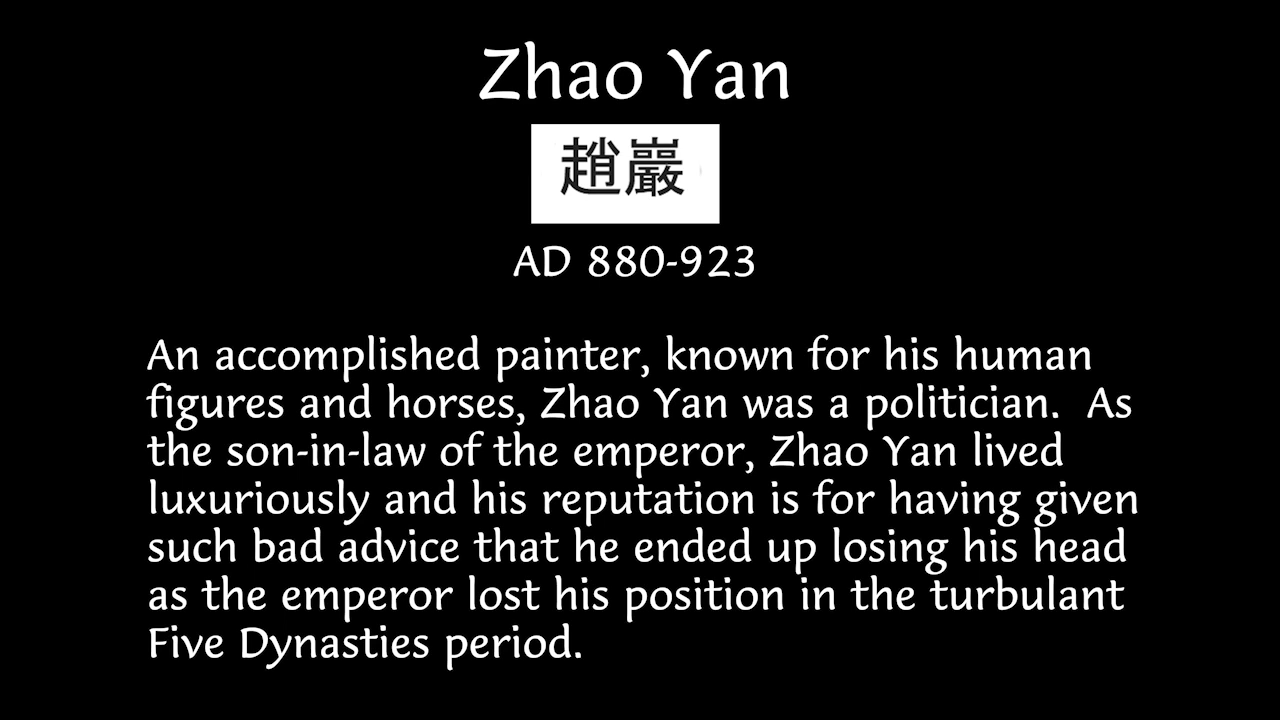 Zhao Yan
趙巖
AD 880-923
An accomplished painter, known for his human
figures and horses, Zhao Yan was a politician.  As
the son-in-law of the emperor, Zhao Yan lived
luxuriously and his reputation is for having given
such bad advice that he ended up losing his head
as the emperor lost his position in the turbulant
Five Dynasties period.